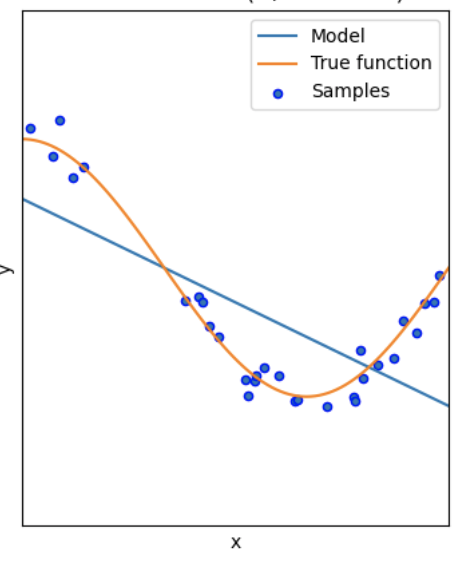 Model
True function
Samples
y
x